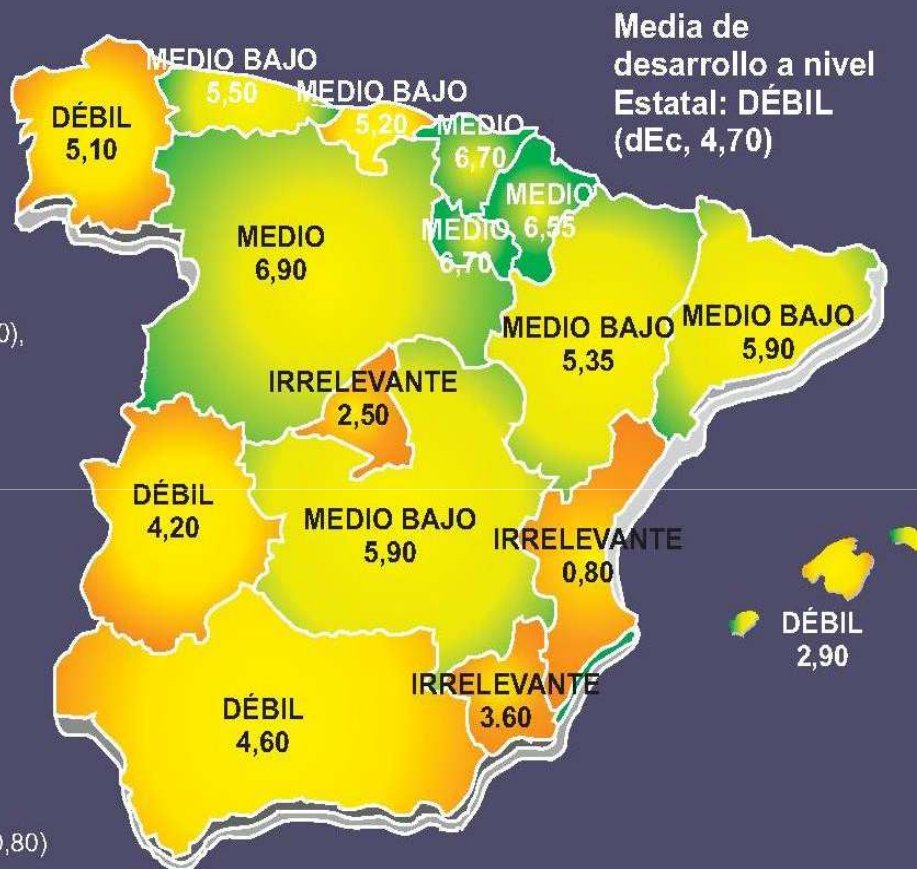 Media de
desarrollo a nivel
Estatal: DÉBIL
(dEc, 4,70)
MEDIO BAJO
5,50
MEDIO BAJO
5,20
DÉBIL
5,10
MEDIO
6,70
MEDIO
6,55
MEDIO
6,90
MEDIO
6,70
0),
MEDIO BAJO
5,35
MEDIO BAJO
5,90
IRRELEVANTE
2,50
DÉBIL
4,20
MEDIO BAJO
5,90
IRRELEVANTE
0,80
DÉBIL
2,90
IRRELEVANTE
3.60
DÉBIL
4,60
,80)